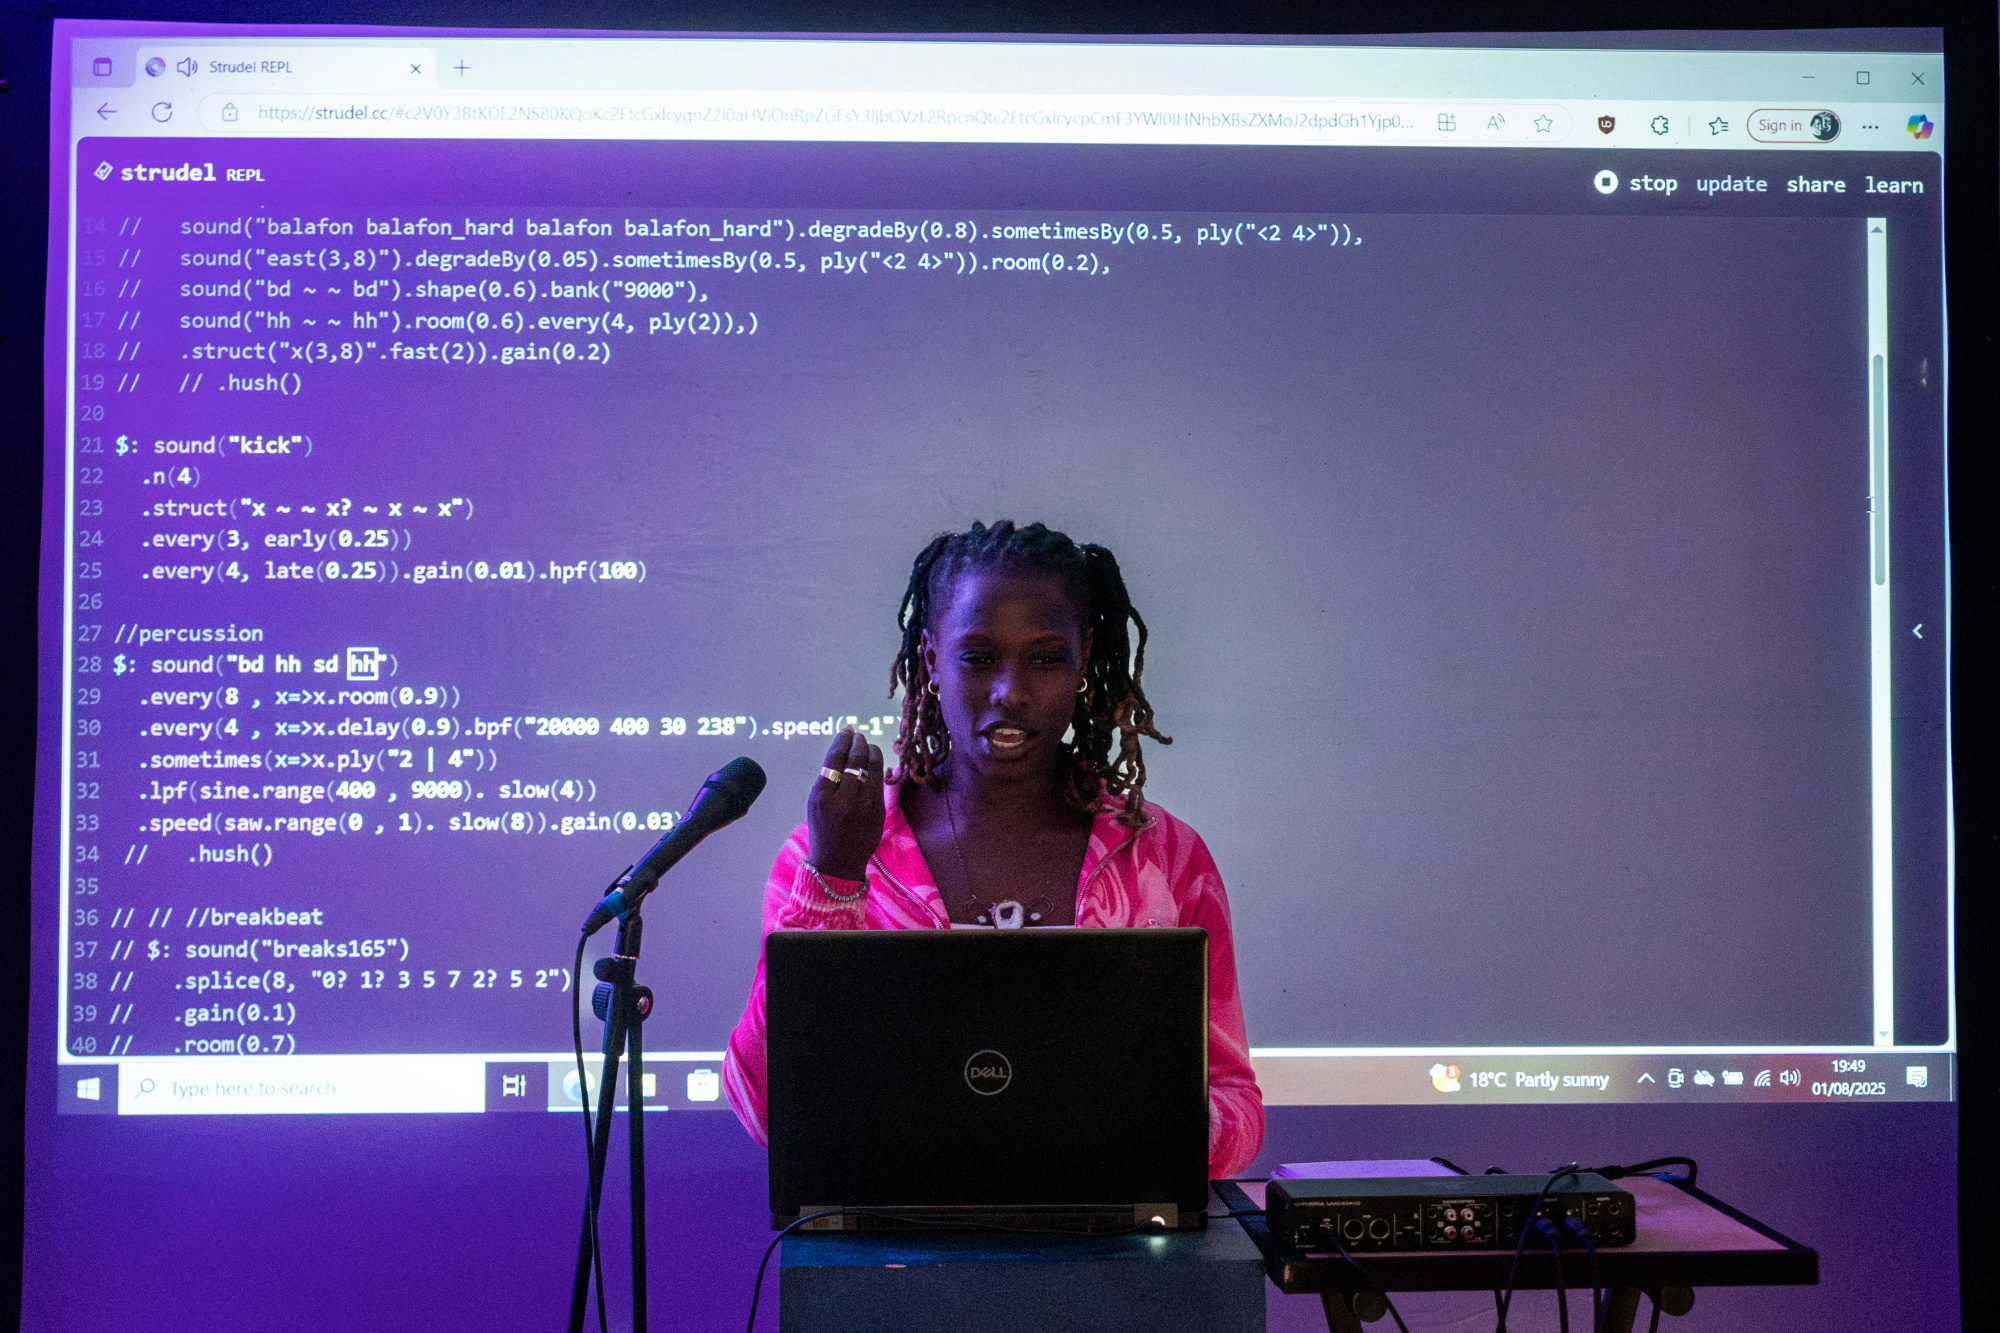 Strudel REPL
https://strudel.cc/#c2V0Y3BtKDE2NS80KQoKc2FtcGxlcygnZ2l0aHViOnRpZGFsY3ljbGVzL2RpcnQtc2FtcGxlcycpCmF3YWl0IHNhbXBsZXMoJ2dpdGh1Yjp0...
Sign in
strudel REPL
stop update share learn
14 // sound("balafon balafon_hard balafon balafon_hard").degradeBy(0.8).sometimesBy(0.5, ply("<2 4>")),
15 // sound("east(3,8)").degradeBy(0.05).sometimesBy(0.5, ply("<2 4>")).room(0.2),
16 // sound("bd ~ ~ bd").shape(0.6).bank("9000"),
17 // sound("hh ~ ~ hh").room(0.6).every(4, ply(2)),)
18 // .struct("x(3,8)".fast(2)).gain(0.2)
19 // // .hush()
20
21 $: sound("kick")
22 .n(4)
23 .struct("x ~ ~ x? ~ x ~ x")
24 .every(3, early(0.25))
25 .every(4, late(0.25)).gain(0.01).hpf(100)
26
27 //percussion
28 $: sound("bd hh sd hh")
29 .every(8 , x=>x.room(0.9))
30 .every(4 , x=>x.delay(0.9).bpf("20000 400 30 238").speed("-1")
31 .sometimes(x=>x.ply("2 | 4"))
32 .lpf(sine.range(400 , 9000). slow(4))
33 .speed(saw.range(0 , 1). slow(8)).gain(0.03)
34 // .hush()
35
36 // // //breakbeat
37 // $: sound("breaks165")
38 // .splice(8, "0? 1? 3 5 7 2? 5 2")
39 // .gain(0.1)
40 // .room(0.7)
Type here to search
18°C Partly sunny
19:49
01/08/2025
DELL